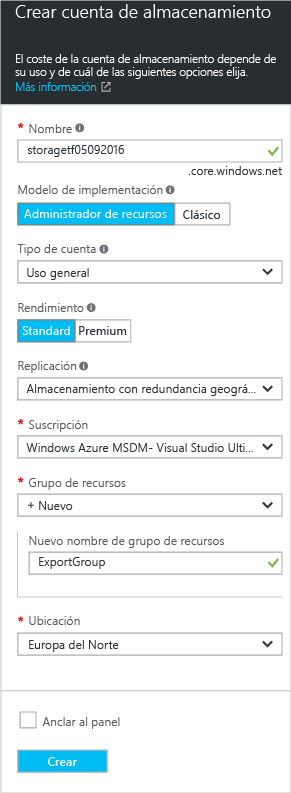 Crear cuenta de almacenamiento
El coste de la cuenta de almacenamiento depende de
su uso y de cuál de las siguientes opciones elija.
Más información
* Nombre
storagetf05092016
.core.windows.net
Modelo de implementación
Administrador de recursos Clásico
Tipo de cuenta
Uso general
Rendimiento
Standard Premium
Replicación
Almacenamiento con redundancia geográ...
* Suscripción
Windows Azure MSDM- Visual Studio Ulti...
* Grupo de recursos
+ Nuevo
Nuevo nombre de grupo de recursos
ExportGroup
* Ubicación
Europa del Norte
Anclar al panel
Crear